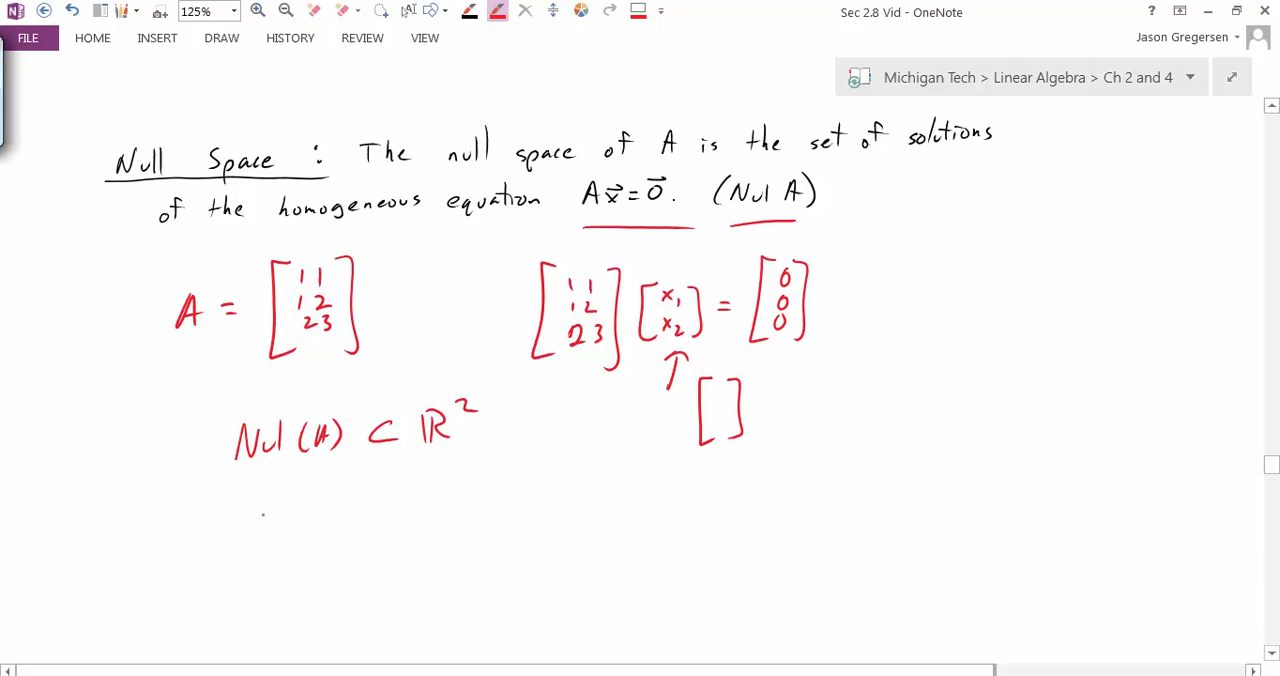 125%
Sec 2.8 Vid - OneNote
?
FILE HOME INSERT DRAW HISTORY REVIEW VIEW
Jason Gregersen
Michigan Tech > Linear Algebra > Ch 2 and 4
Null Space : The null space of A is the set of solutions
of the homogeneous equation Ax⃗ = 0⃗. (Nul A)
A = [1 1
1 2
2 3]
[1 1
1 2
2 3] [x₁
x₂] = [0
0
0]
↑
[ ]
Nul(A) ⊂ ℝ²